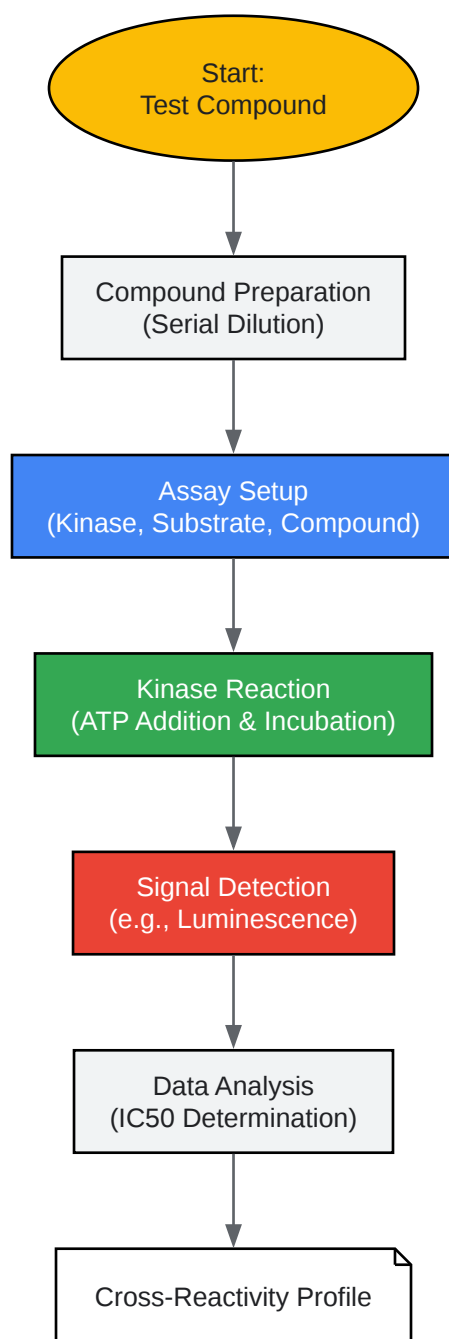 Start:
Test Compound
Compound Preparation
(Serial Dilution)
Assay Setup
(Kinase, Substrate, Compound)
Kinase Reaction
(ATP Addition & Incubation)
Signal Detection
(e.g., Luminescence)
Data Analysis
(IC50 Determination)
Cross-Reactivity Profile